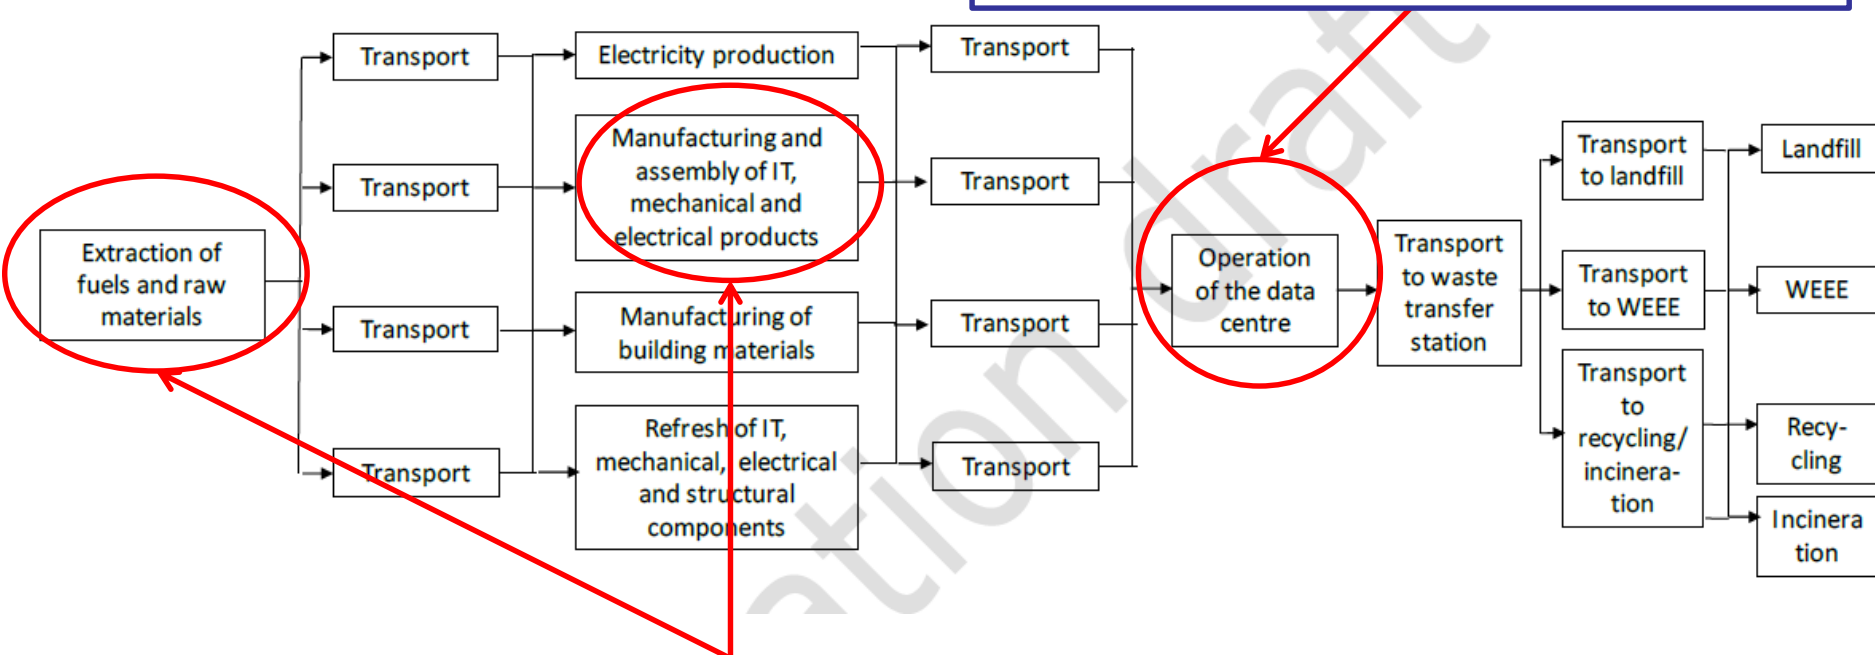 Extraction of
fuels and raw
materials
Transport
Transport
Transport
Transport
Electricity production
Manufacturing and
assembly of IT,
mechanical and
electrical products
Manufacturing of
building materials
Refresh of IT,
mechanical, electrical
and structural
components
Transport
Transport
Transport
Transport
Operation
of the data
centre
Transport
to waste
transfer
station
Transport
to landfill
Transport
to WEEE
Transport
to
recycling/
incinera-
tion
Landfill
WEEE
Recy-
cling
Incinera
tion
ation draft